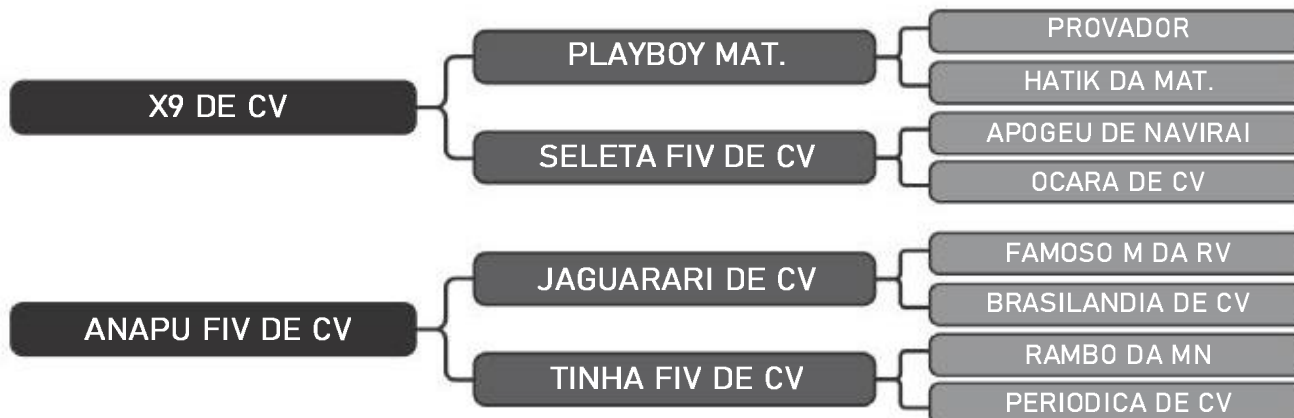 X9 DE CV
PLAYBOY MAT.
PROVADOR
HATIK DA MAT.
SELETA FIV DE CV
APOGEU DE NAVIRAI
OCARA DE CV
ANAPU FIV DE CV
JAGUARARI DE CV
FAMOSO M DA RV
BRASILANDIA DE CV
TINHA FIV DE CV
RAMBO DA MN
PERIODICA DE CV